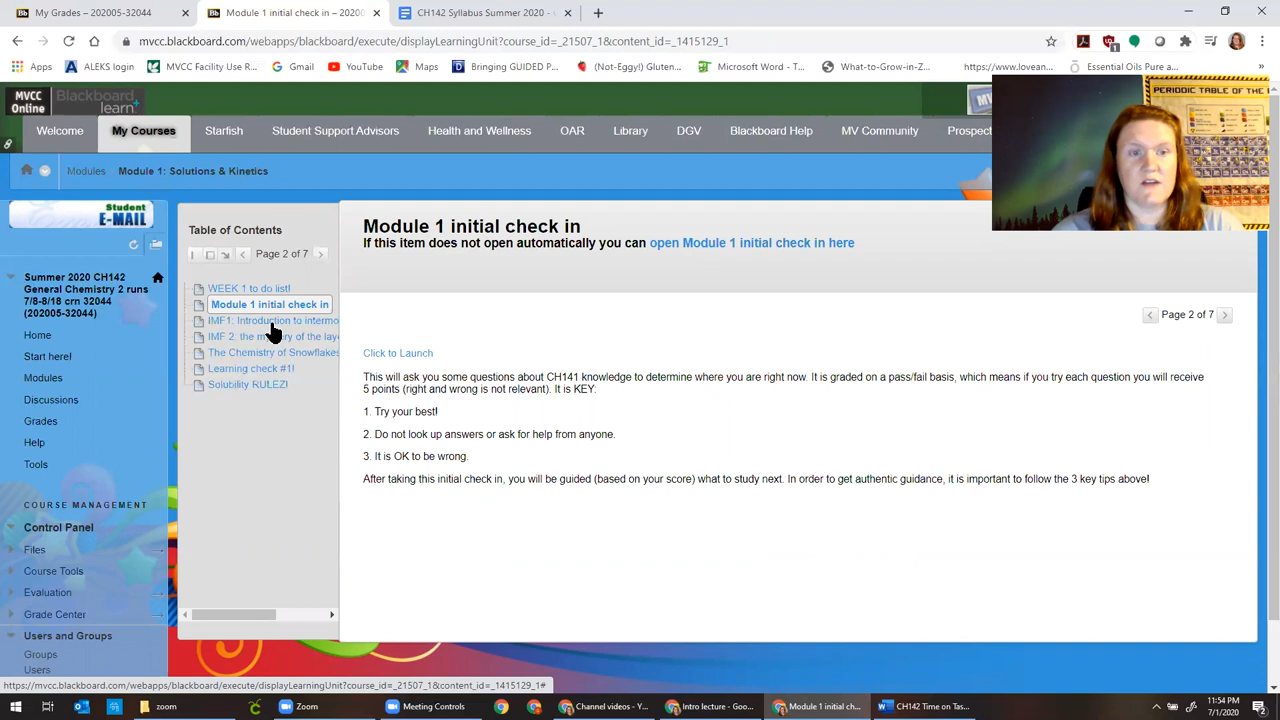 My Grades – 202005-32444
Module 1 initial check in – 20200
CH142 Syllabus Summer 2020 -
mvcc.blackboard.com/webapps/blackboard/execute/displayLearningUnit?course_id=_21507_1&content_id=_1415129_1
Apps
ALEKS login
MVCC Facility Use R...
Gmail
YouTube
Maps
Bringing GUIDED P...
(Not-Eggy!) Gluten...
Microsoft Word - T...
What-to-Grow-in-Z...
https://www.lovean...
Essential Oils Pure a...
PERIODIC TABLE OF THE
MVCC Online
Blackboard learn+
Welcome
My Courses
Starfish
Student Support Advisors
Health and Wellness
OAR
Library
DGV
Blackboard Help
MV Community
Prospect
Modules
Module 1: Solutions & Kinetics
Student E-MAIL
Summer 2020 CH142
General Chemistry 2 runs
7/8-8/18 crn 32044
(202005-32044)
Home
Start here!
Modules
Discussions
Grades
Help
Tools
COURSE MANAGEMENT
Control Panel
Files
Course Tools
Evaluation
Grade Center
Users and Groups
Groups
Users
Table of Contents
Page 2 of 7
WEEK 1 to do list!
Module 1 initial check in
IMF1: Introduction to intermo
IMF 2: the mystery of the laye
The Chemistry of Snowflakes
Learning check #1!
Solubility RULEZ!
Module 1 initial check in
If this item does not open automatically you can open Module 1 initial check in here
Page 2 of 7
Click to Launch
This will ask you some questions about CH141 knowledge to determine where you are right now. It is graded on a pass/fail basis, which means if you try each question you will receive
5 points (right and wrong is not relevant). It is KEY:
1. Try your best!
2. Do not look up answers or ask for help from anyone.
3. It is OK to be wrong.
After taking this initial check in, you will be guided (based on your score) what to study next. In order to get authentic guidance, it is important to follow the 3 key tips above!
https://mvcc.blackboard.com/webapps/blackboard/execute/displayLearningUnit?course_id=_21507_1&content_id=_1415129_1#
zoom
Zoom
Meeting Controls
Channel videos - Y...
Intro lecture - Goo...
Module 1 initial ch...
CH142 Time on Tas...
11:54 PM
7/1/2020
2